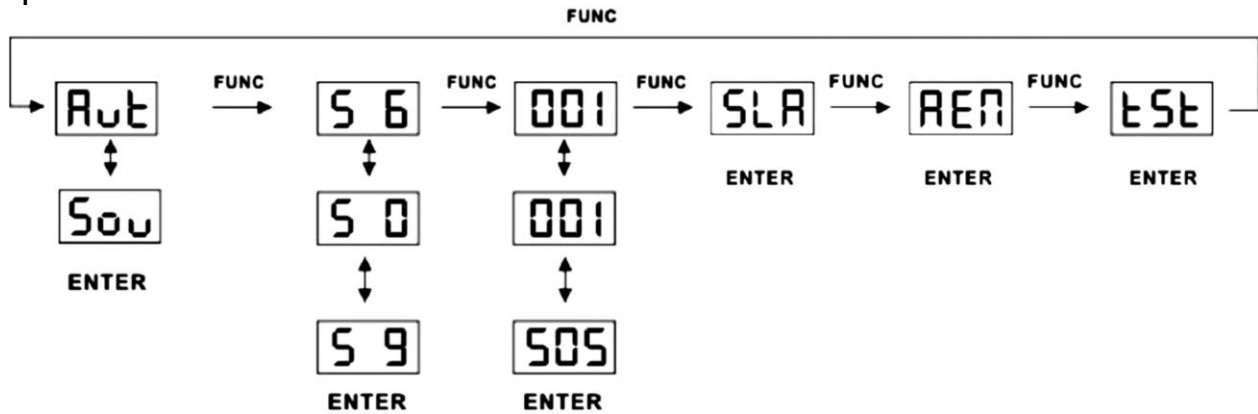 FUNC
Aut FUNC S 6 FUNC 001 FUNC SLA FUNC AEM FUNC tSt
Sou S 0 001
ENTER ENTER ENTER
ENTER
S 9 505
ENTER ENTER